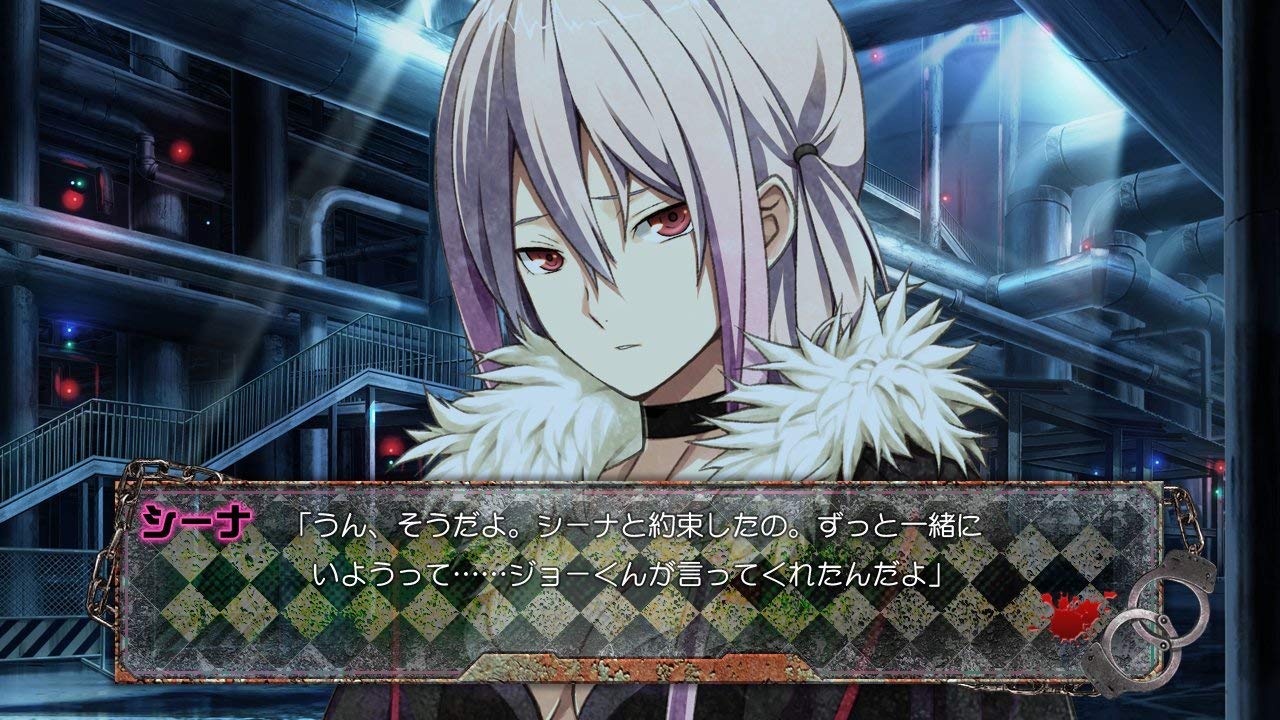 シーナ
「うん、そうだよ。シーナと約束したの。ずっと一緒に
いようって……ジョーくんが言ってくれたんだよ」